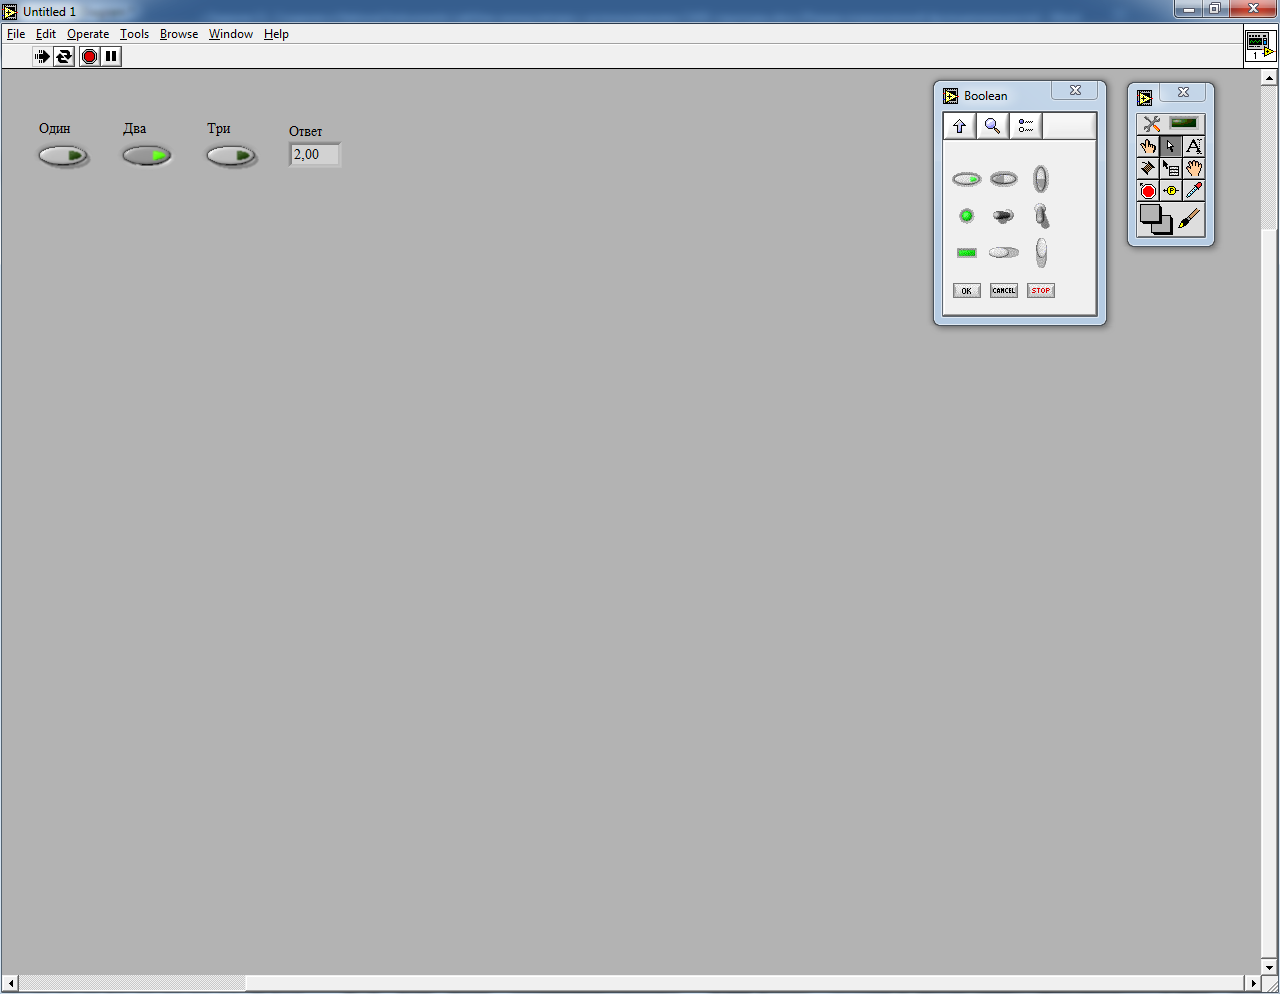 Untitled 1
File Edit Operate Tools Browse Window Help
1
Один Два Три Ответ
2,00
Boolean
OK CANCEL STOP
A
P